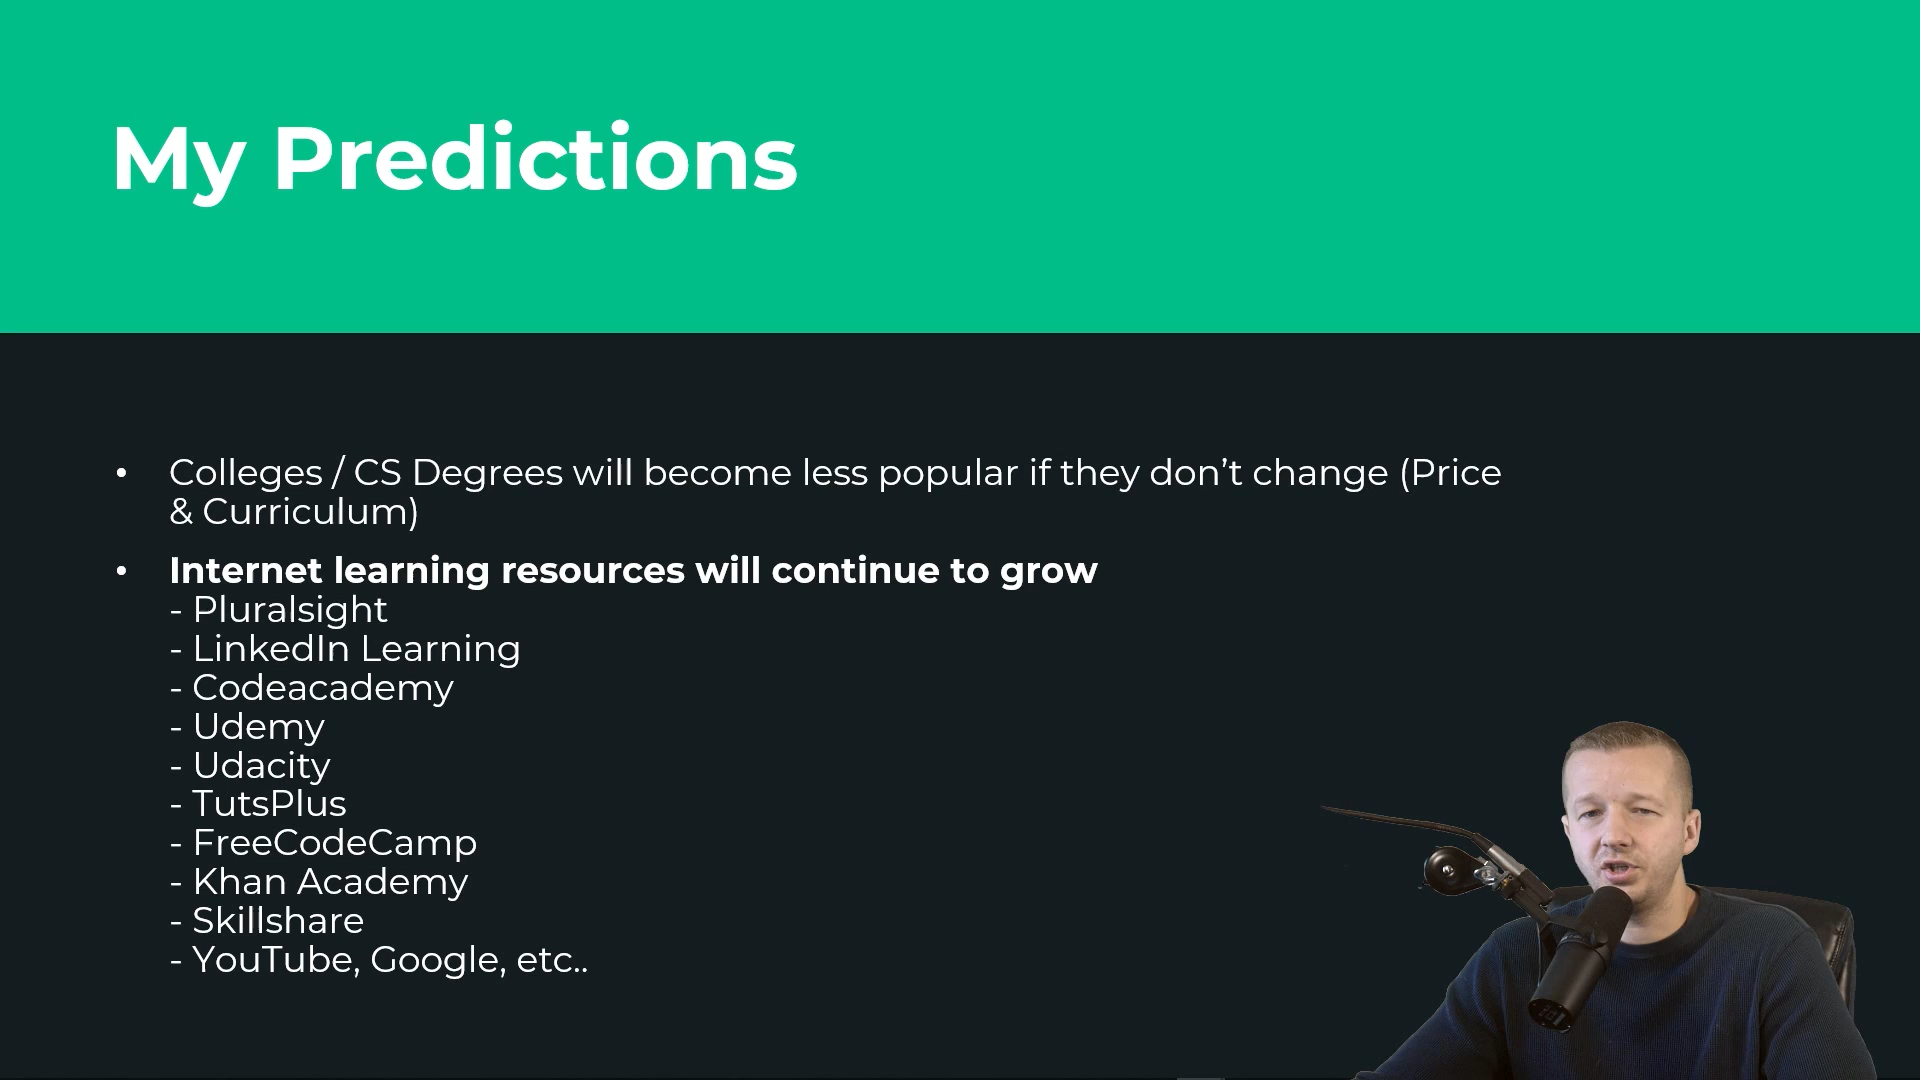 My Predictions
• Colleges / CS Degrees will become less popular if they don’t change (Price
& Curriculum)
• Internet learning resources will continue to grow
- Pluralsight
- LinkedIn Learning
- Codeacademy
- Udemy
- Udacity
- TutsPlus
- FreeCodeCamp
- Khan Academy
- Skillshare
- YouTube, Google, etc..